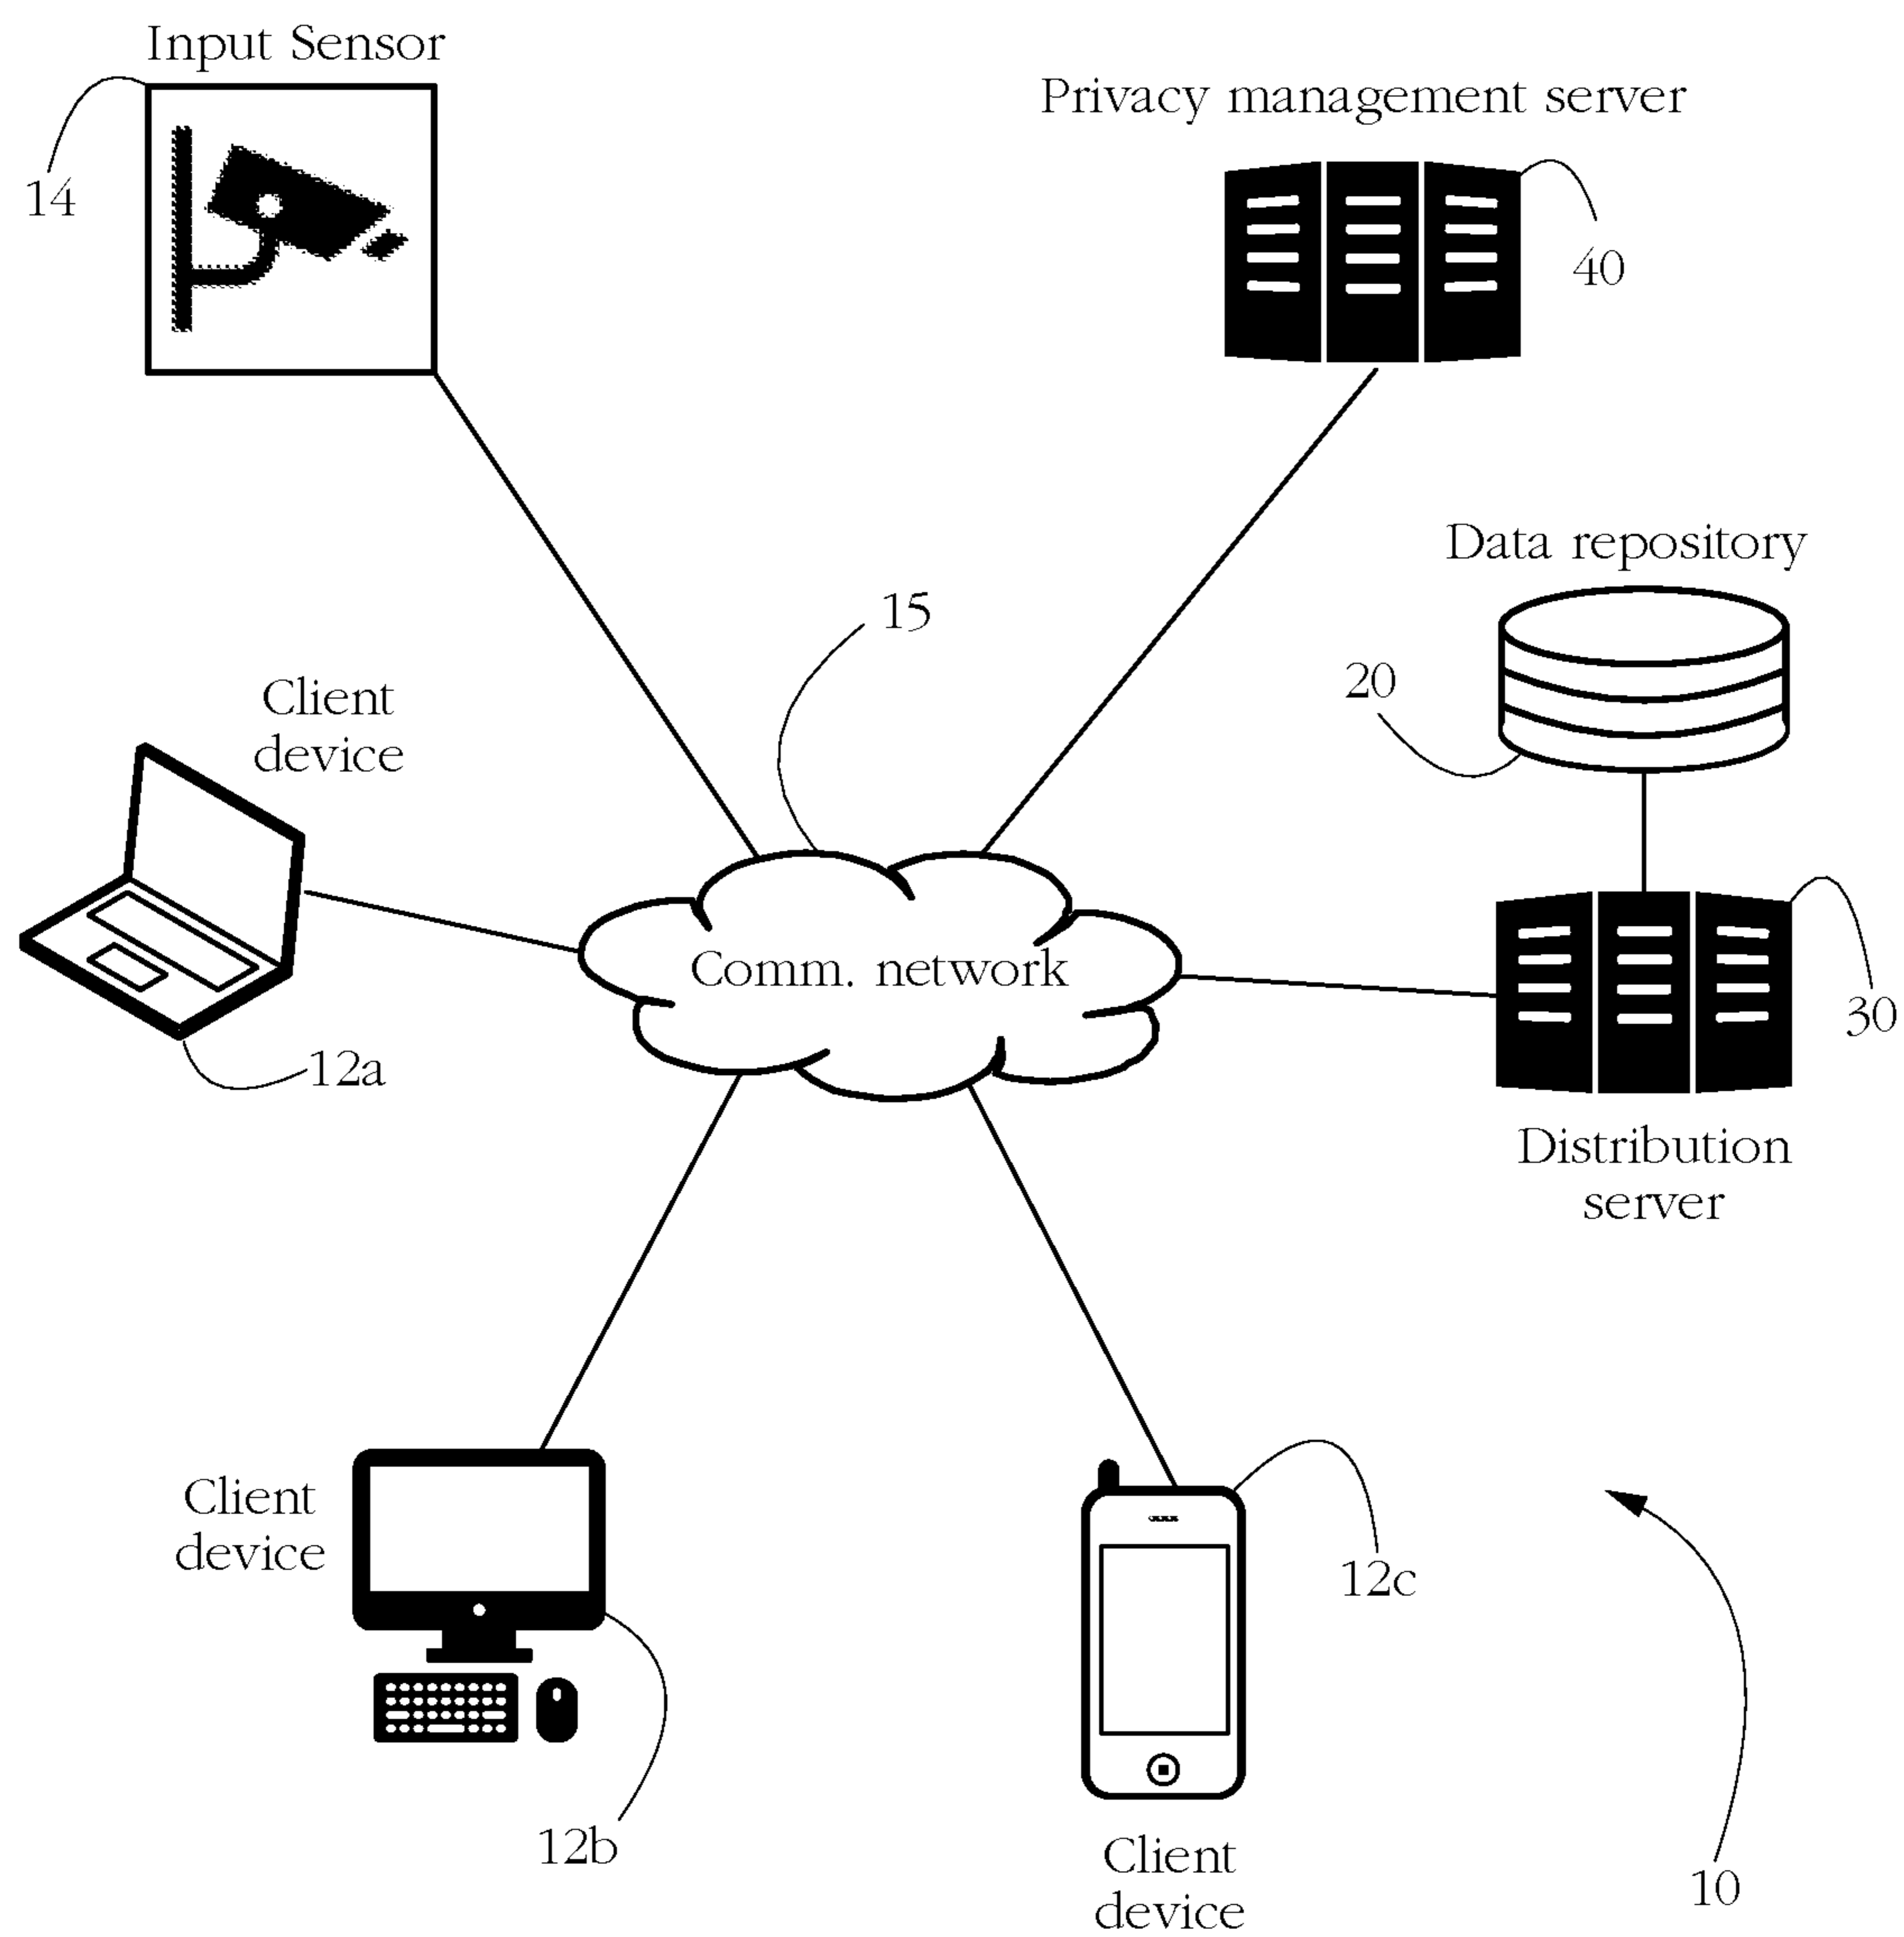 Input Sensor
14
Privacy management server
40
Data repository
20
15
Client
device
12a
Comm. network
30
Distribution
server
Client
device
12b
12c
Client
device
10